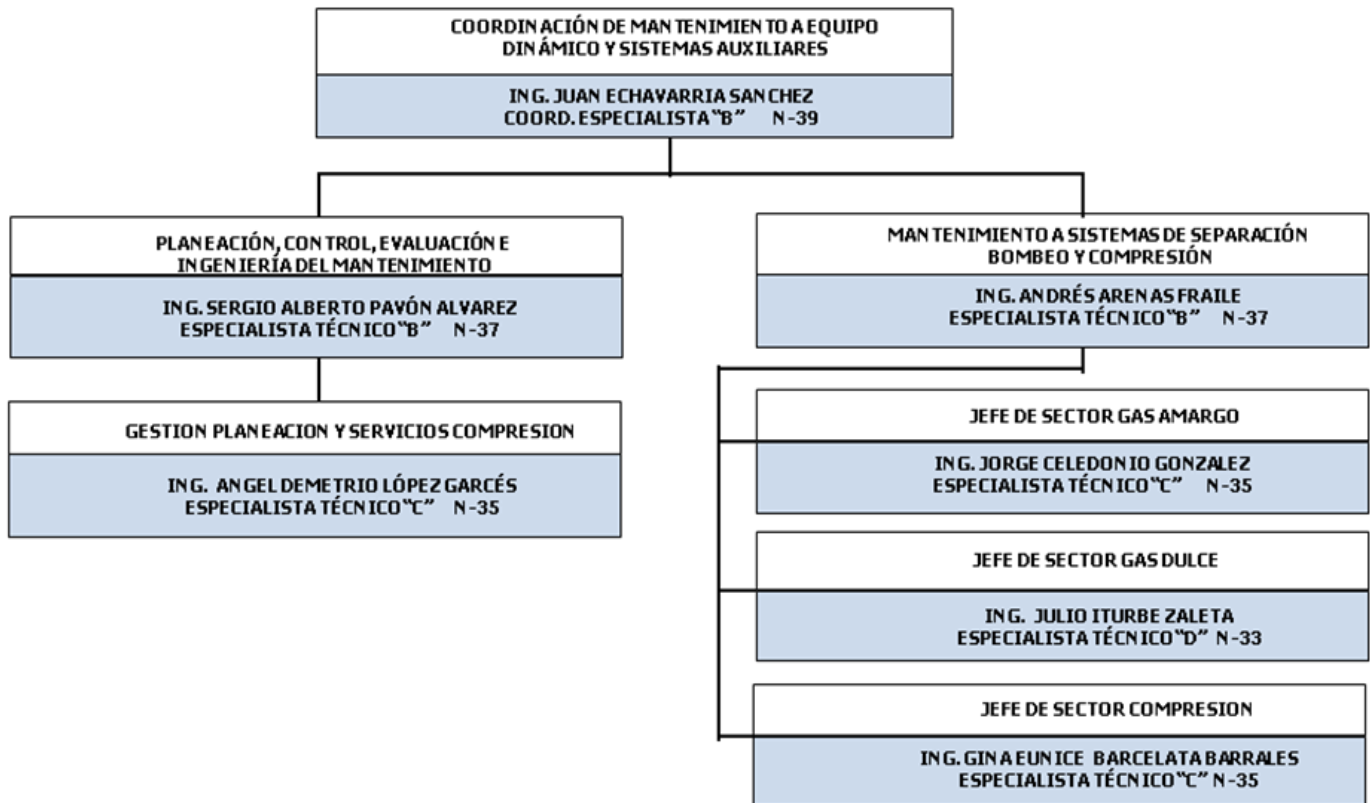 COORDINACIÓN DE MANTENIMIENTO A EQUIPO
DINÁMICO Y SISTEMAS AUXILIARES
ING. JUAN ECHAVARRIA SANCHEZ
COORD. ESPECIALISTA "B" N-39
PLANEACIÓN, CONTROL, EVALUACIÓN E
INGENIERÍA DEL MANTENIMIENTO
ING. SERGIO ALBERTO PAVÓN ALVAREZ
ESPECIALISTA TÉCNICO "B" N-37
GESTION PLANEACION Y SERVICIOS COMPRESION
ING. ANGEL DEMETRIO LÓPEZ GARCÉS
ESPECIALISTA TÉCNICO "C" N-35
MANTENIMIENTO A SISTEMAS DE SEPARACIÓN
BOMBEO Y COMPRESIÓN
ING. ANDRÉS ARENAS FRAILE
ESPECIALISTA TÉCNICO "B" N-37
JEFE DE SECTOR GAS AMARGO
ING. JORGE CELEDONIO GONZALEZ
ESPECIALISTA TÉCNICO "C" N-35
JEFE DE SECTOR GAS DULCE
ING. JULIO ITURBE ZALETA
ESPECIALISTA TÉCNICO "D" N-33
JEFE DE SECTOR COMPRESION
ING. GINA EUNICE BARCELATA BARRALES
ESPECIALISTA TÉCNICO "C" N-35